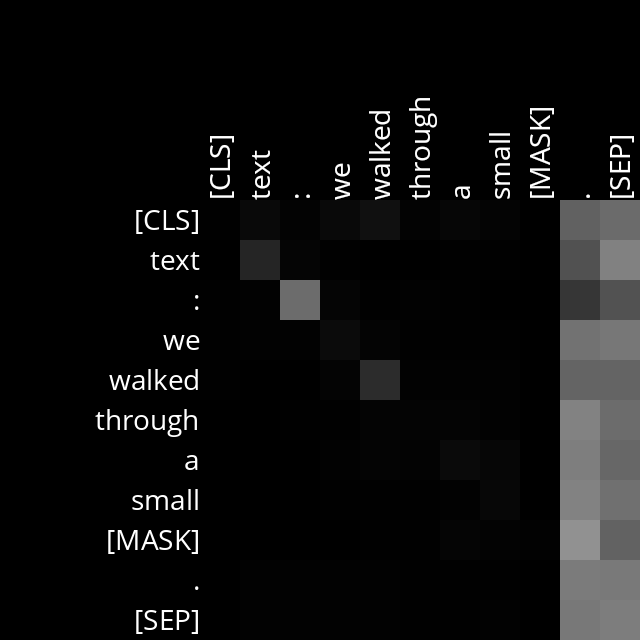 [CLS] text : we walked through a small [MASK] . [SEP]
[CLS]
text
:
we
walked
through
a
small
[MASK]
.
[SEP]